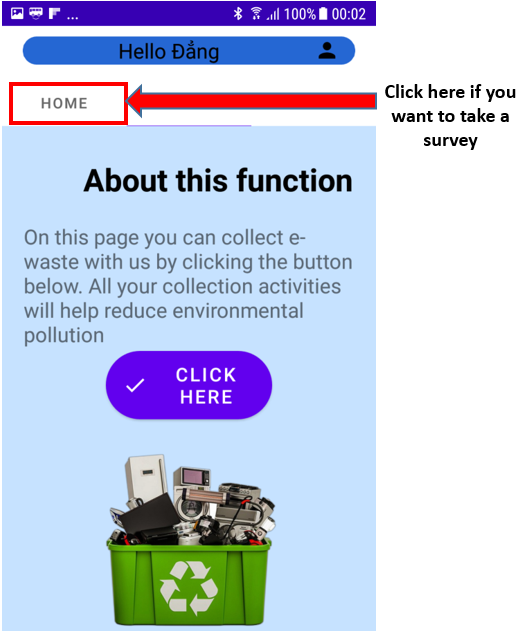 ... 100% 00:02
Hello Đẳng
HOME
Click here if you
want to take a
survey
About this function
On this page you can collect e-
waste with us by clicking the button
below. All your collection activities
will help reduce environmental
pollution
CLICK
HERE